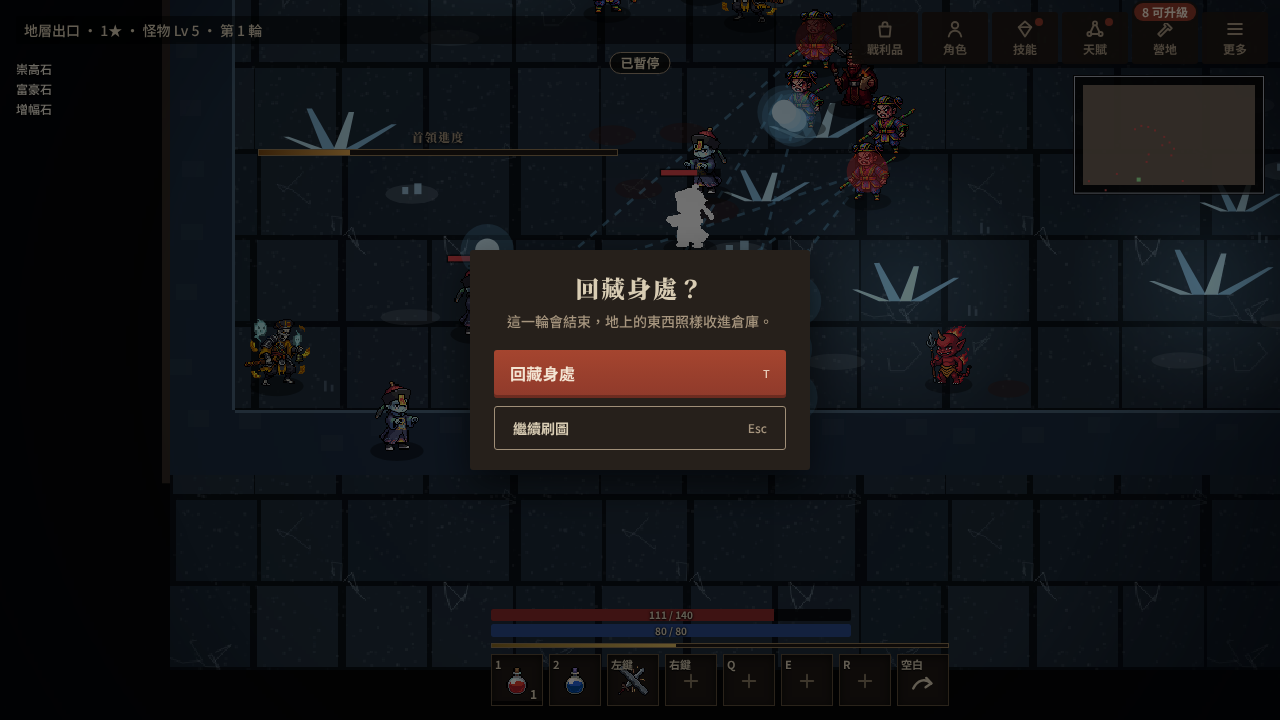 地層出口 · 1★ · 怪物 Lv 5 · 第 1 輪
崇高石
富豪石
增幅石
已暫停
8 可升級
戰利品
角色
技能
天賦
營地
更多
首領進度
回藏身處？
這一輪會結束，地上的東西照樣收進倉庫。
回藏身處 T
繼續刷圖 Esc
111 / 140
80 / 80
1 2 左鍵 右鍵 Q E R 空白
1